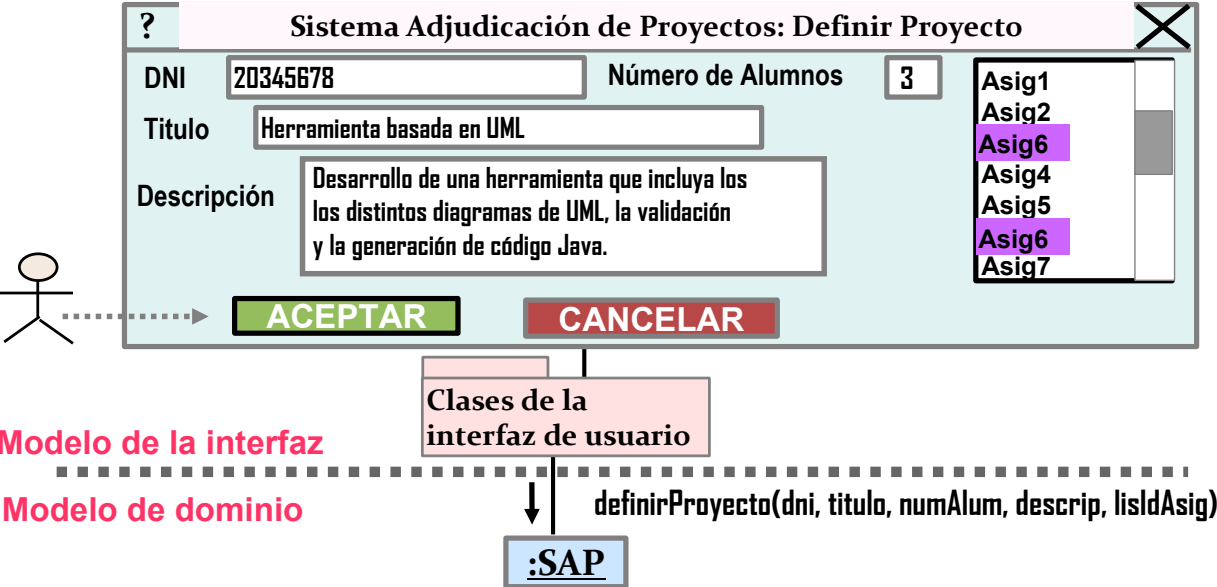 ?
Sistema Adjudicación de Proyectos: Definir Proyecto
DNI
20345678
Número de Alumnos
3
Titulo
Herramienta basada en UML
Descripción
Desarrollo de una herramienta que incluya los
los distintos diagramas de UML, la validación
y la generación de código Java.
Asig1
Asig2
Asig6
Asig4
Asig5
Asig6
Asig7
ACEPTAR
CANCELAR
Clases de la
interfaz de usuario
Modelo de la interfaz
Modelo de dominio
definirProyecto(dni, titulo, numAlum, descrip, lisIdAsig)
:SAP